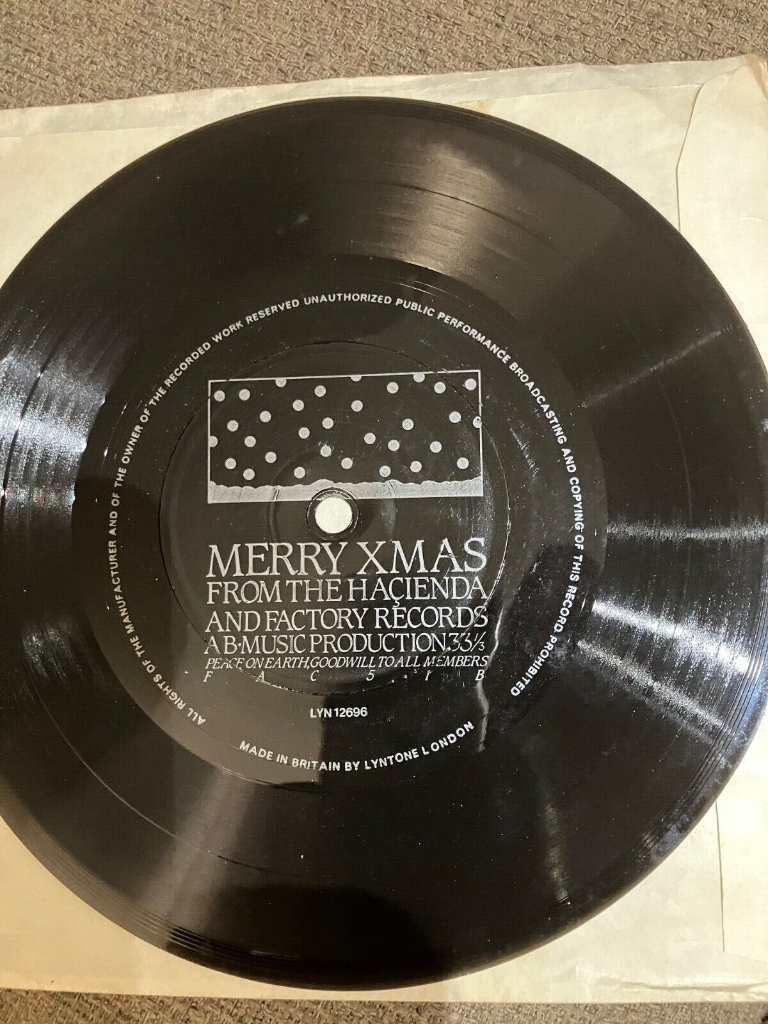 ALL RIGHTS OF THE MANUFACTURER AND OF THE OWNER OF THE RECORDED WORK RESERVED UNAUTHORIZED PUBLIC PERFORMANCE BROADCASTING AND COPYING OF THIS RECORD PROHIBITED
MERRY XMAS
FROM THE HAÇIENDA
AND FACTORY RECORDS
A B·MUSIC PRODUCTION 33⅓
PEACE ON EARTH, GOODWILL TO ALL MEMBERS
F A C 5 1 B
LYN 12696
MADE IN BRITAIN BY LYNTONE LONDON